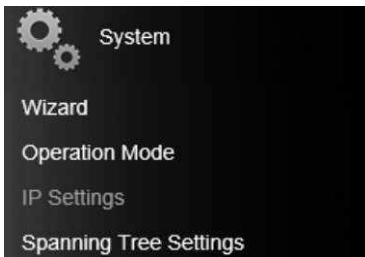 System
Wizard
Operation Mode
IP Settings
Spanning Tree Settings